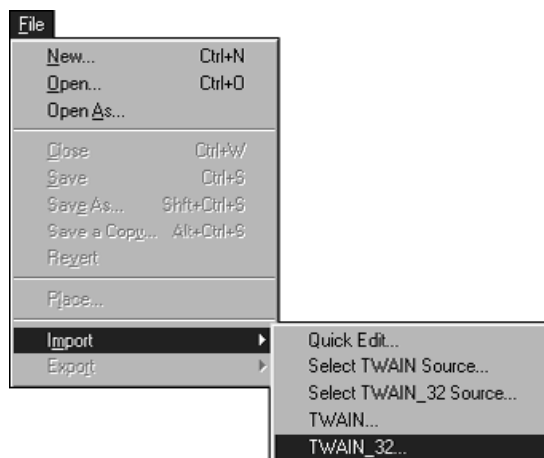 File
New... Ctrl+N
Open... Ctrl+O
Open As...
Close Ctrl+W
Save Ctrl+S
Save As... Shft+Ctrl+S
Save a Copy... Alt+Ctrl+S
Revert
Place...
Import
Export
Quick Edit...
Select TWAIN Source...
Select TWAIN_32 Source...
TWAIN...
TWAIN_32...